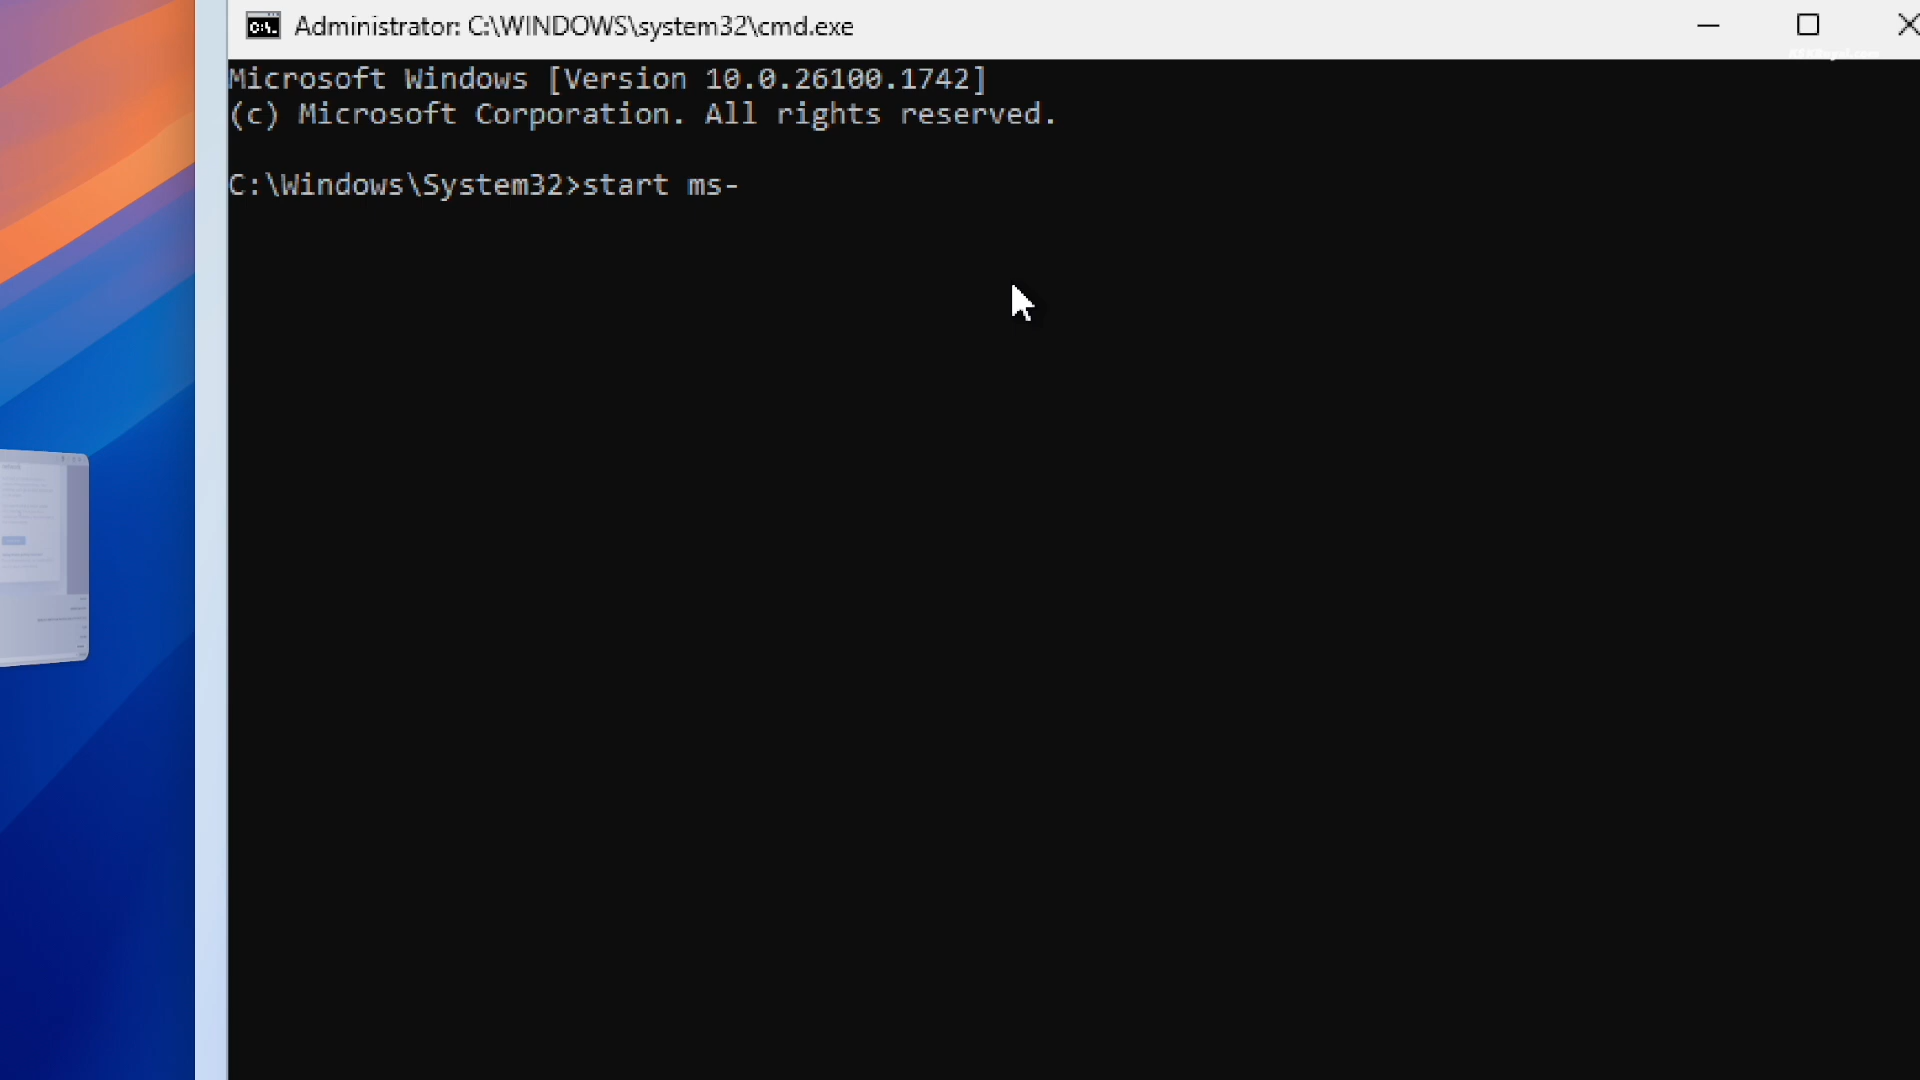 Administrator: C:\WINDOWS\system32\cmd.exe
Microsoft Windows [Version 10.0.26100.1742]
(c) Microsoft Corporation. All rights reserved.
C:\Windows\System32>start ms-